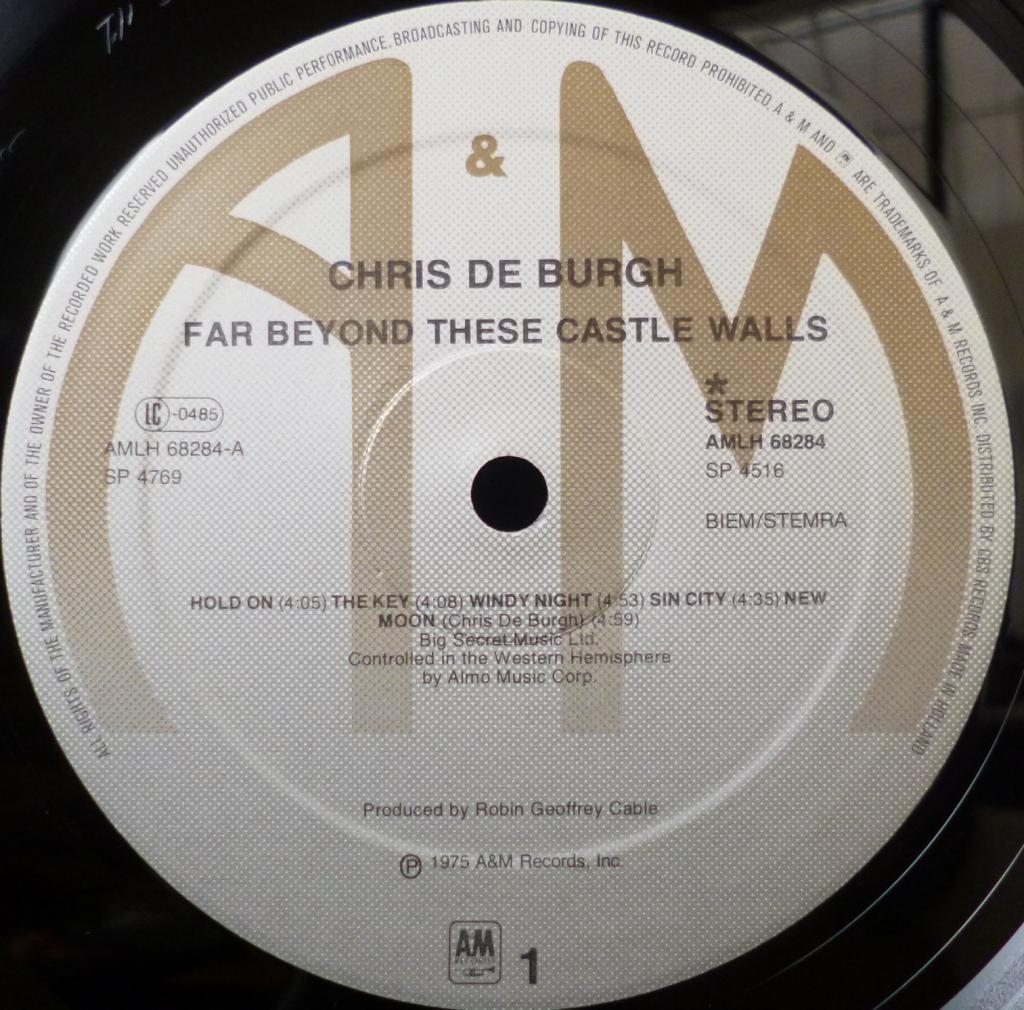 ALL RIGHTS OF THE MANUFACTURER AND OF THE OWNER OF THE RECORDED WORK RESERVED UNAUTHORIZED PUBLIC PERFORMANCE. BROADCASTING AND COPYING OF THIS RECORD PROHIBITED. A & M AND AM ARE TRADEMARKS OF A & M RECORDS INC. DISTRIBUTED BY CBS RECORDS. MADE IN HOLLAND
A & M
CHRIS DE BURGH
FAR BEYOND THESE CASTLE WALLS
LC-0485
AMLH 68284-A
SP 4769
*
STEREO
AMLH 68284
SP 4516
BIEM/STEMRA
HOLD ON (4:05) THE KEY (4:08) WINDY NIGHT (4:53) SIN CITY (4:35) NEW
MOON (Chris De Burgh) (4:59)
Big Secret Music Ltd.
Controlled in the Western Hemisphere
by Almo Music Corp.
Produced by Robin Geoffrey Cable
Ⓟ 1975 A&M Records, Inc.
AM
RECORDS
1